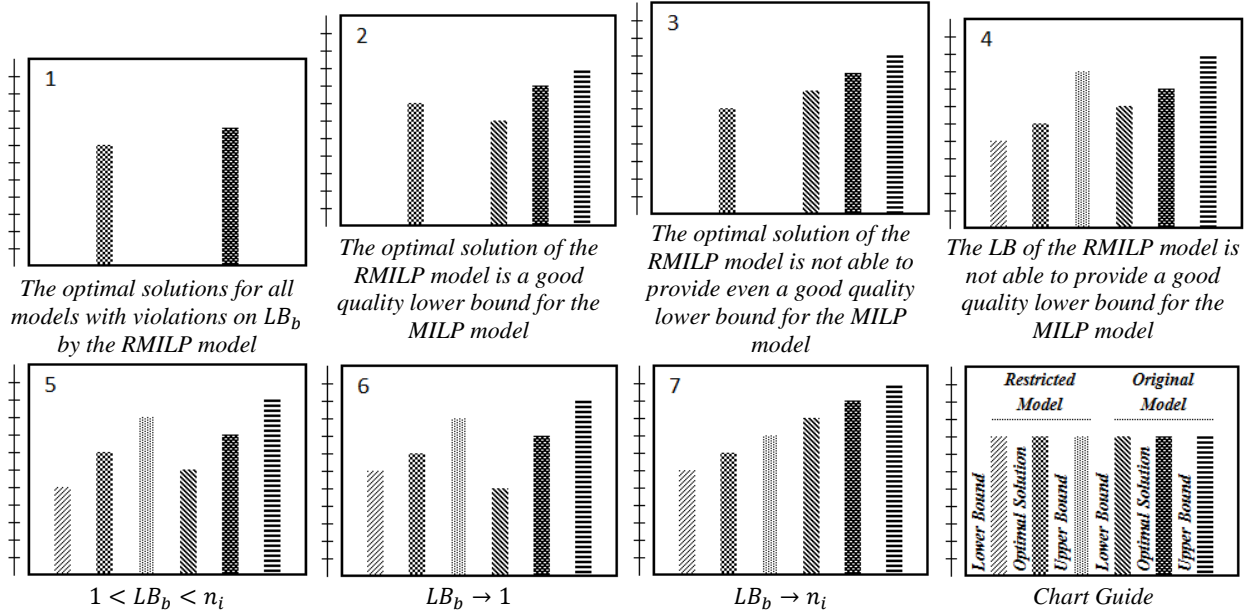 1
2
3
4
The optimal solutions for all
models with violations on LB_b
by the RMILP model
The optimal solution of the
RMILP model is a good
quality lower bound for the
MILP model
The optimal solution of the
RMILP model is not able to
provide even a good quality
lower bound for the MILP
model
The LB of the RMILP model is
not able to provide a good
quality lower bound for the
MILP model
5
6
7
1 < LB_b < n_i
LB_b → 1
LB_b → n_i
Restricted
Model
Original
Model
Lower Bound
Optimal Solution
Upper Bound
Lower Bound
Optimal Solution
Upper Bound
Chart Guide